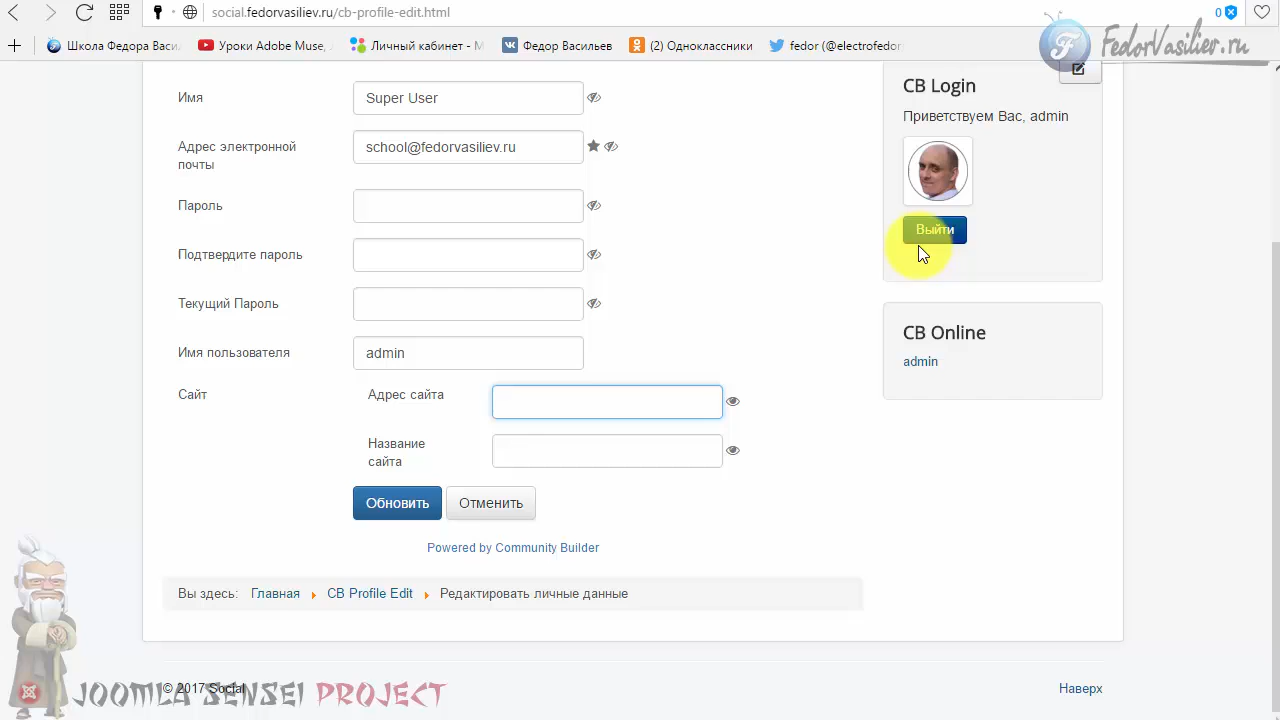 social.fedorvasiliev.ru/cb-profile-edit.html
0
Школа Федора Васи.
Уроки Adobe Muse,
Личный кабинет - М
Федор Васильев
(2) Одноклассники
fedor (@electrofedor
FedorVasiliev.ru
Имя
Super User
Адрес электронной
почты
school@fedorvasiliev.ru
Пароль
Подтвердите пароль
Текущий Пароль
Имя пользователя
admin
Сайт
Адрес сайта
Название
сайта
Обновить
Отменить
Powered by Community Builder
CB Login
Приветствуем Вас, admin
Выйти
CB Online
admin
Вы здесь: Главная CB Profile Edit Редактировать личные данные
© 2017 Social
Наверх
JOOMLA SENSEI PROJECT